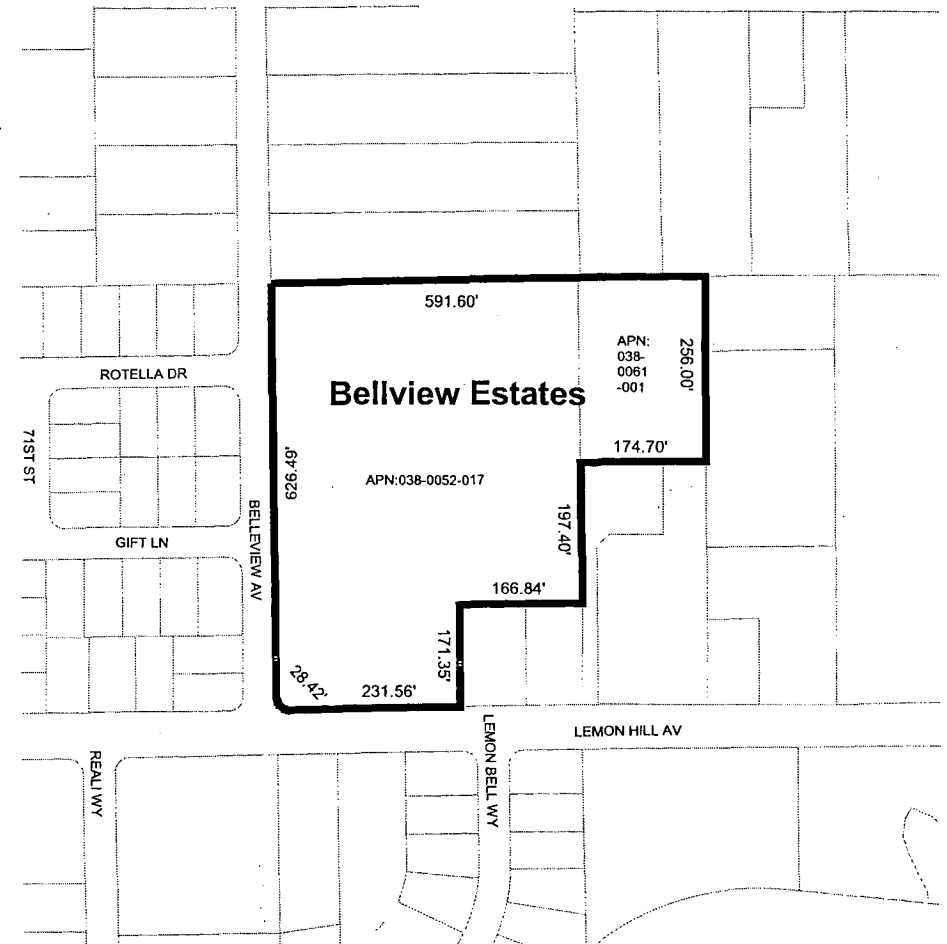 591.60'
APN:
038-
0061
-001
256.00'
ROTELLA DR
Bellview Estates
71ST ST
174.70'
626.49'
APN:038-0052-017
BELLEVIEW AV
197.40'
GIFT LN
166.84'
171.35'
28.42'
231.56'
LEMON HILL AV
REALI WY
LEMON BELL WY